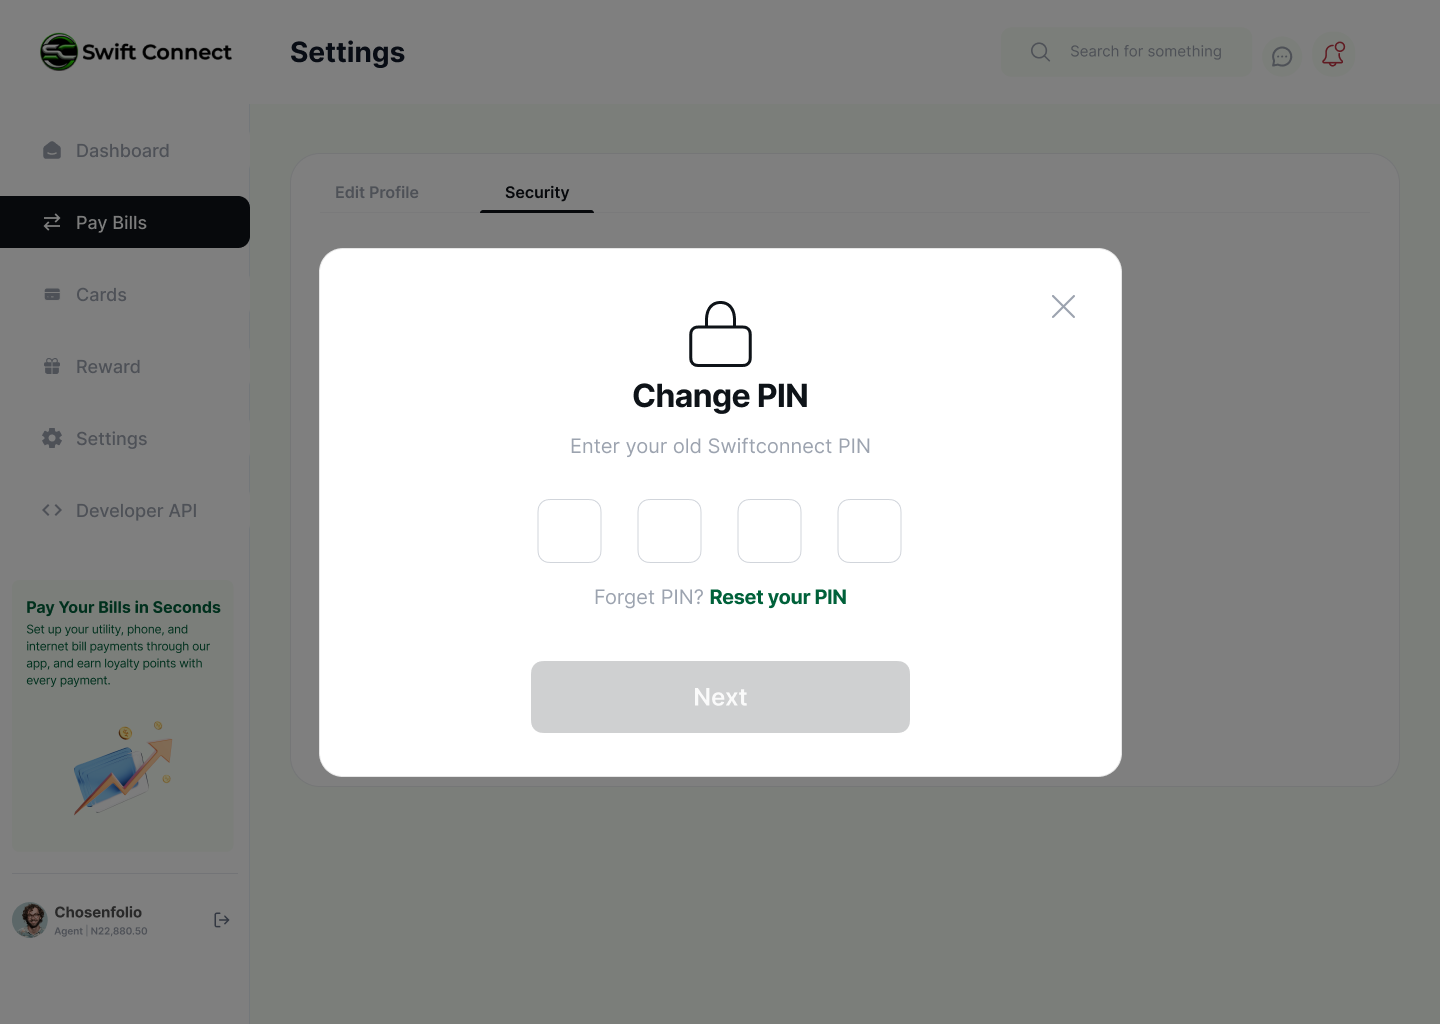 Swift Connect
Settings
Search for something
Dashboard
Pay Bills
Cards
Reward
Settings
Developer API
Pay Your Bills in Seconds
Set up your utility, phone, and
internet bill payments through our
app, and earn loyalty points with
every payment.
Chosenfolio
Agent | N22,880.50
Edit Profile
Security
Change PIN
Enter your old Swiftconnect PIN
Forget PIN? Reset your PIN
Next